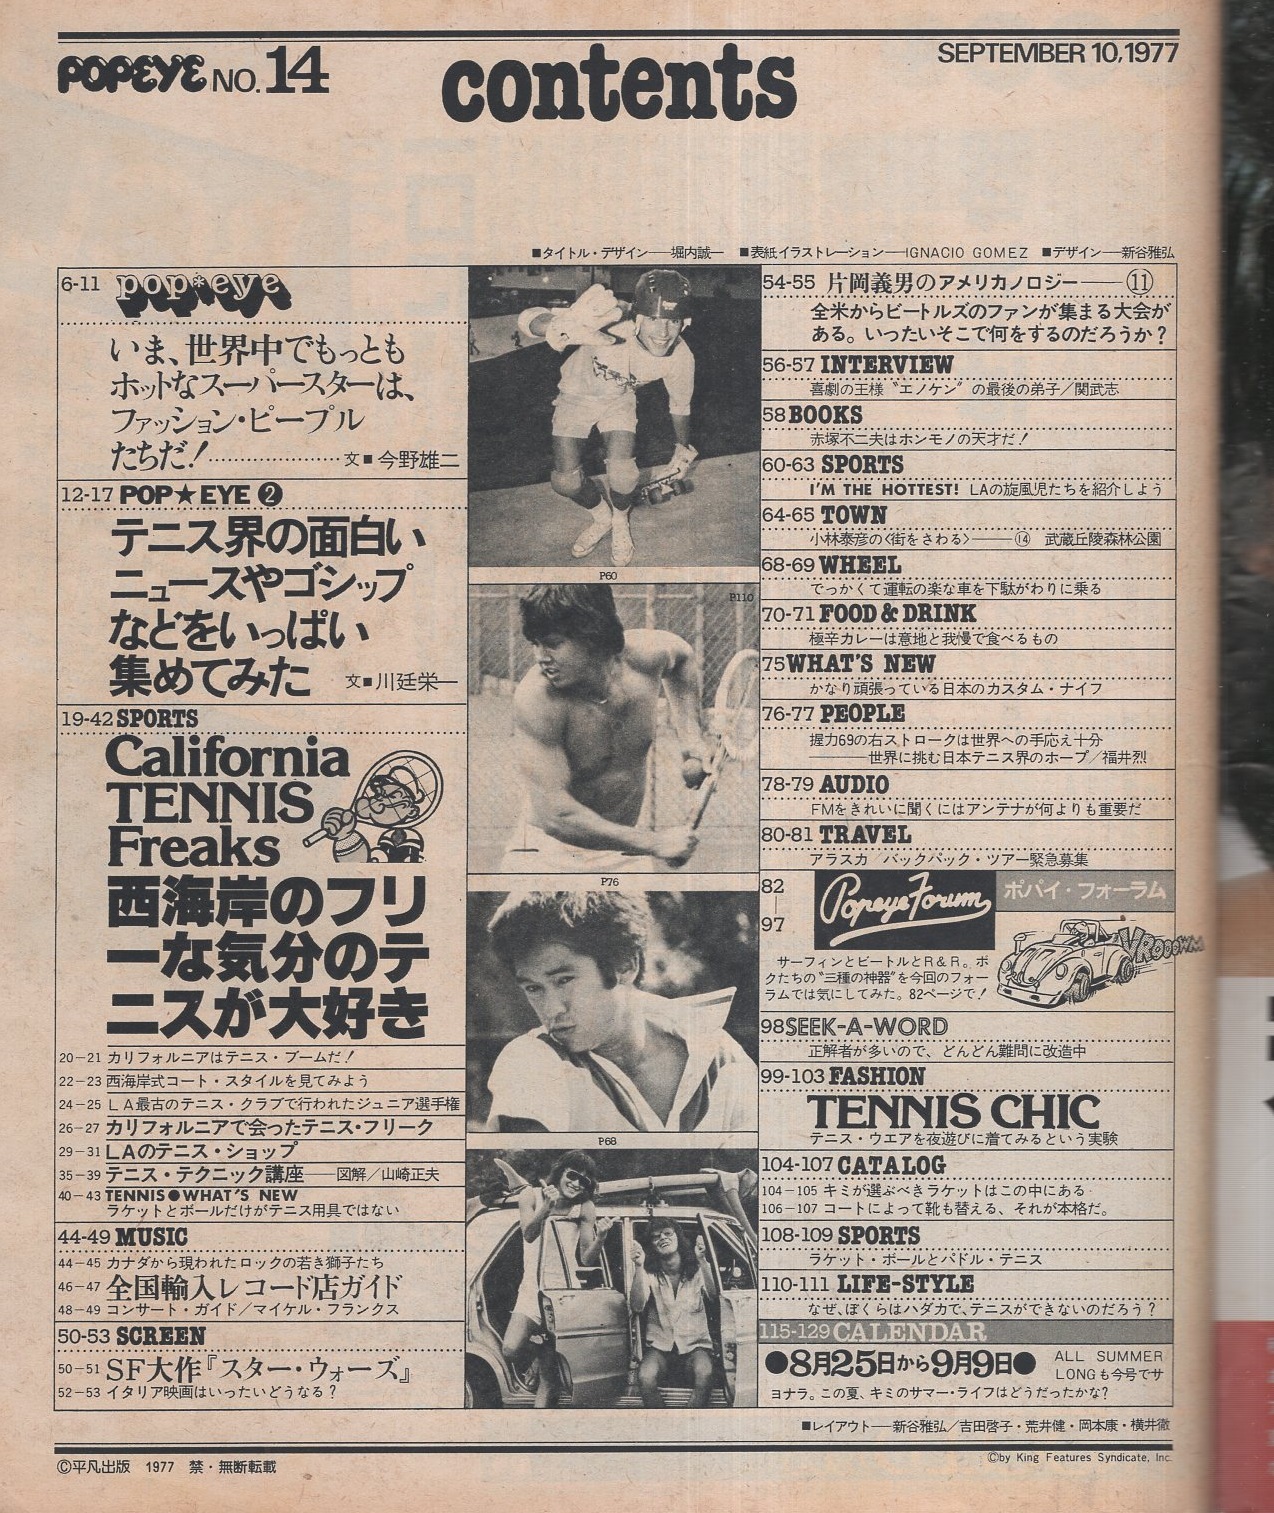 POPEYE NO.14
contents
SEPTEMBER 10,1977
■タイトル・デザイン――堀内誠一 ■表紙イラストレーション――IGNACIO GOMEZ ■デザイン――新谷雅弘
6-11 pop*eye
いま、世界中でもっとも
ホットなスーパースターは、
ファッション・ピープル
たちだ!…………………文■今野雄二
12-17 POP★EYE ❷
テニス界の面白い
ニュースやゴシップ
などをいっぱい
集めてみた 文■川廷栄一
19-42 SPORTS
California
TENNIS
Freaks
西海岸のフリ
ーな気分のテ
ニスが大好き
20-21 カリフォルニアはテニス・ブームだ!
22-23 西海岸式コート・スタイルを見てみよう
24-25 LA最古のテニス・クラブで行われたジュニア選手権
26-27 カリフォルニアで会ったテニス・フリーク
29-31 LAのテニス・ショップ
35-39 テニス・テクニック講座――図解/山崎正夫
40-43 TENNIS●WHAT'S NEW
ラケットとボールだけがテニス用具ではない
44-49 MUSIC
44-45 カナダから現われたロックの若き獅子たち
46-47 全国輸入レコード店ガイド
48-49 コンサート・ガイド/マイケル・フランクス
50-53 SCREEN
50-51 SF大作『スター・ウォーズ』
52-53 イタリア映画はいったいどうなる?
P60
P110
P76
P68
54-55 片岡義男のアメリカノロジー――⑪
全米からビートルズのファンが集まる大会が
ある。いったいそこで何をするのだろうか?
56-57 INTERVIEW
喜劇の王様〝エノケン〟の最後の弟子/関武志
58 BOOKS
赤塚不二夫はホンモノの天才だ!
60-63 SPORTS
I'M THE HOTTEST! LAの旋風児たちを紹介しよう
64-65 TOWN
小林泰彦の〈街をさわる〉――⑭ 武蔵丘陵森林公園
68-69 WHEEL
でっかくて運転の楽な車を下駄がわりに乗る
70-71 FOOD & DRINK
極辛カレーは意地と我慢で食べるもの
75 WHAT'S NEW
かなり頑張っている日本のカスタム・ナイフ
76-77 PEOPLE
握力69の右ストロークは世界への手応え十分
――――世界に挑む日本テニス界のホープ/福井烈
78-79 AUDIO
FMをきれいに聞くにはアンテナが何よりも重要だ
80-81 TRAVEL
アラスカ/バックパック・ツアー緊急募集
82|97 Popeye Forum ポパイ・フォーラム
VROOOWM
サーフィンとビートルとR&R。ボ
クたちの〝三種の神器〟を今回のフォー
ラムでは気にしてみた。82ページで!
98 SEEK-A-WORD
正解者が多いので、どんどん難問に改造中
99-103 FASHION
TENNIS CHIC
テニス・ウエアを夜遊びに着てみるという実験
104-107 CATALOG
104-105 キミが選ぶべきラケットはこの中にある
106-107 コートによって靴も替える、それが本格だ。
108-109 SPORTS
ラケット・ボールとパドル・テニス
110-111 LIFE-STYLE
なぜ、ぼくらはハダカで、テニスができないのだろう?
115-129 CALENDAR
●8月25日から9月9日● ALL SUMMER
LONGも今号でサ
ヨナラ。この夏、キミのサマー・ライフはどうだったかな?
■レイアウト――新谷雅弘/吉田啓子・荒井健・岡本康・横井徹
©平凡出版 1977 禁・無断転載
©by King Features Syndicate, Inc.